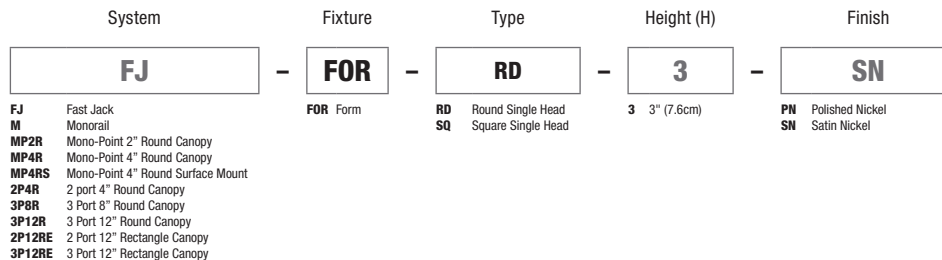 System Fixture Type Height (H) Finish
FJ – FOR – RD – 3 – SN
FJ Fast Jack FOR Form RD Round Single Head 3 3" (7.6cm) PN Polished Nickel
M Monorail SQ Square Single Head SN Satin Nickel
MP2R Mono-Point 2” Round Canopy
MP4R Mono-Point 4” Round Canopy
MP4RS Mono-Point 4” Round Surface Mount
2P4R 2 port 4” Round Canopy
3P8R 3 Port 8” Round Canopy
3P12R 3 Port 12” Round Canopy
2P12RE 2 Port 12” Rectangle Canopy
3P12RE 3 Port 12” Rectangle Canopy